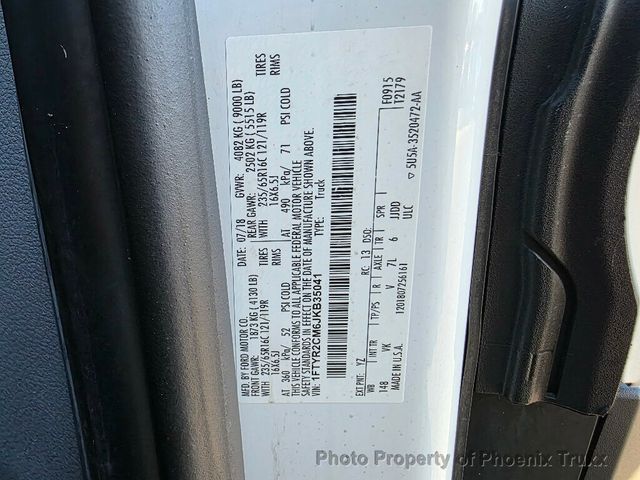 MFD. BY FORD MOTOR CO.
DATE: 07/18 GVWR: 4082 KG ( 9000 LB)
FRONT GAWR: 1873 KG ( 4130 LB) REAR GAWR: 2502 KG ( 5515 LB)
WITH 235/65R16C 121/119R TIRES WITH 235/65R16C 121/119R TIRES
16X6.5J RIMS 16X6.5J RIMS
AT 360 kPa/ 52 PSI COLD AT 490 kPa/ 71 PSI COLD
THIS VEHICLE CONFORMS TO ALL APPLICABLE FEDERAL MOTOR VEHICLE
SAFETY STANDARDS IN EFFECT ON THE DATE OF MANUFACTURE SHOWN ABOVE.
VIN: 1FTYR2CM6JKB35041 TYPE: Truck
F0915
T2179
EXT PNT: YZ RC: 13 DSO:
WB INT TR TP/PS R AXLE TR SPR
148 VK V 7L 6 JJDD
MADE IN U.S.A. ULC
▽ 5U5A-3520472-AA
Photo Property of Phoenix Truxx